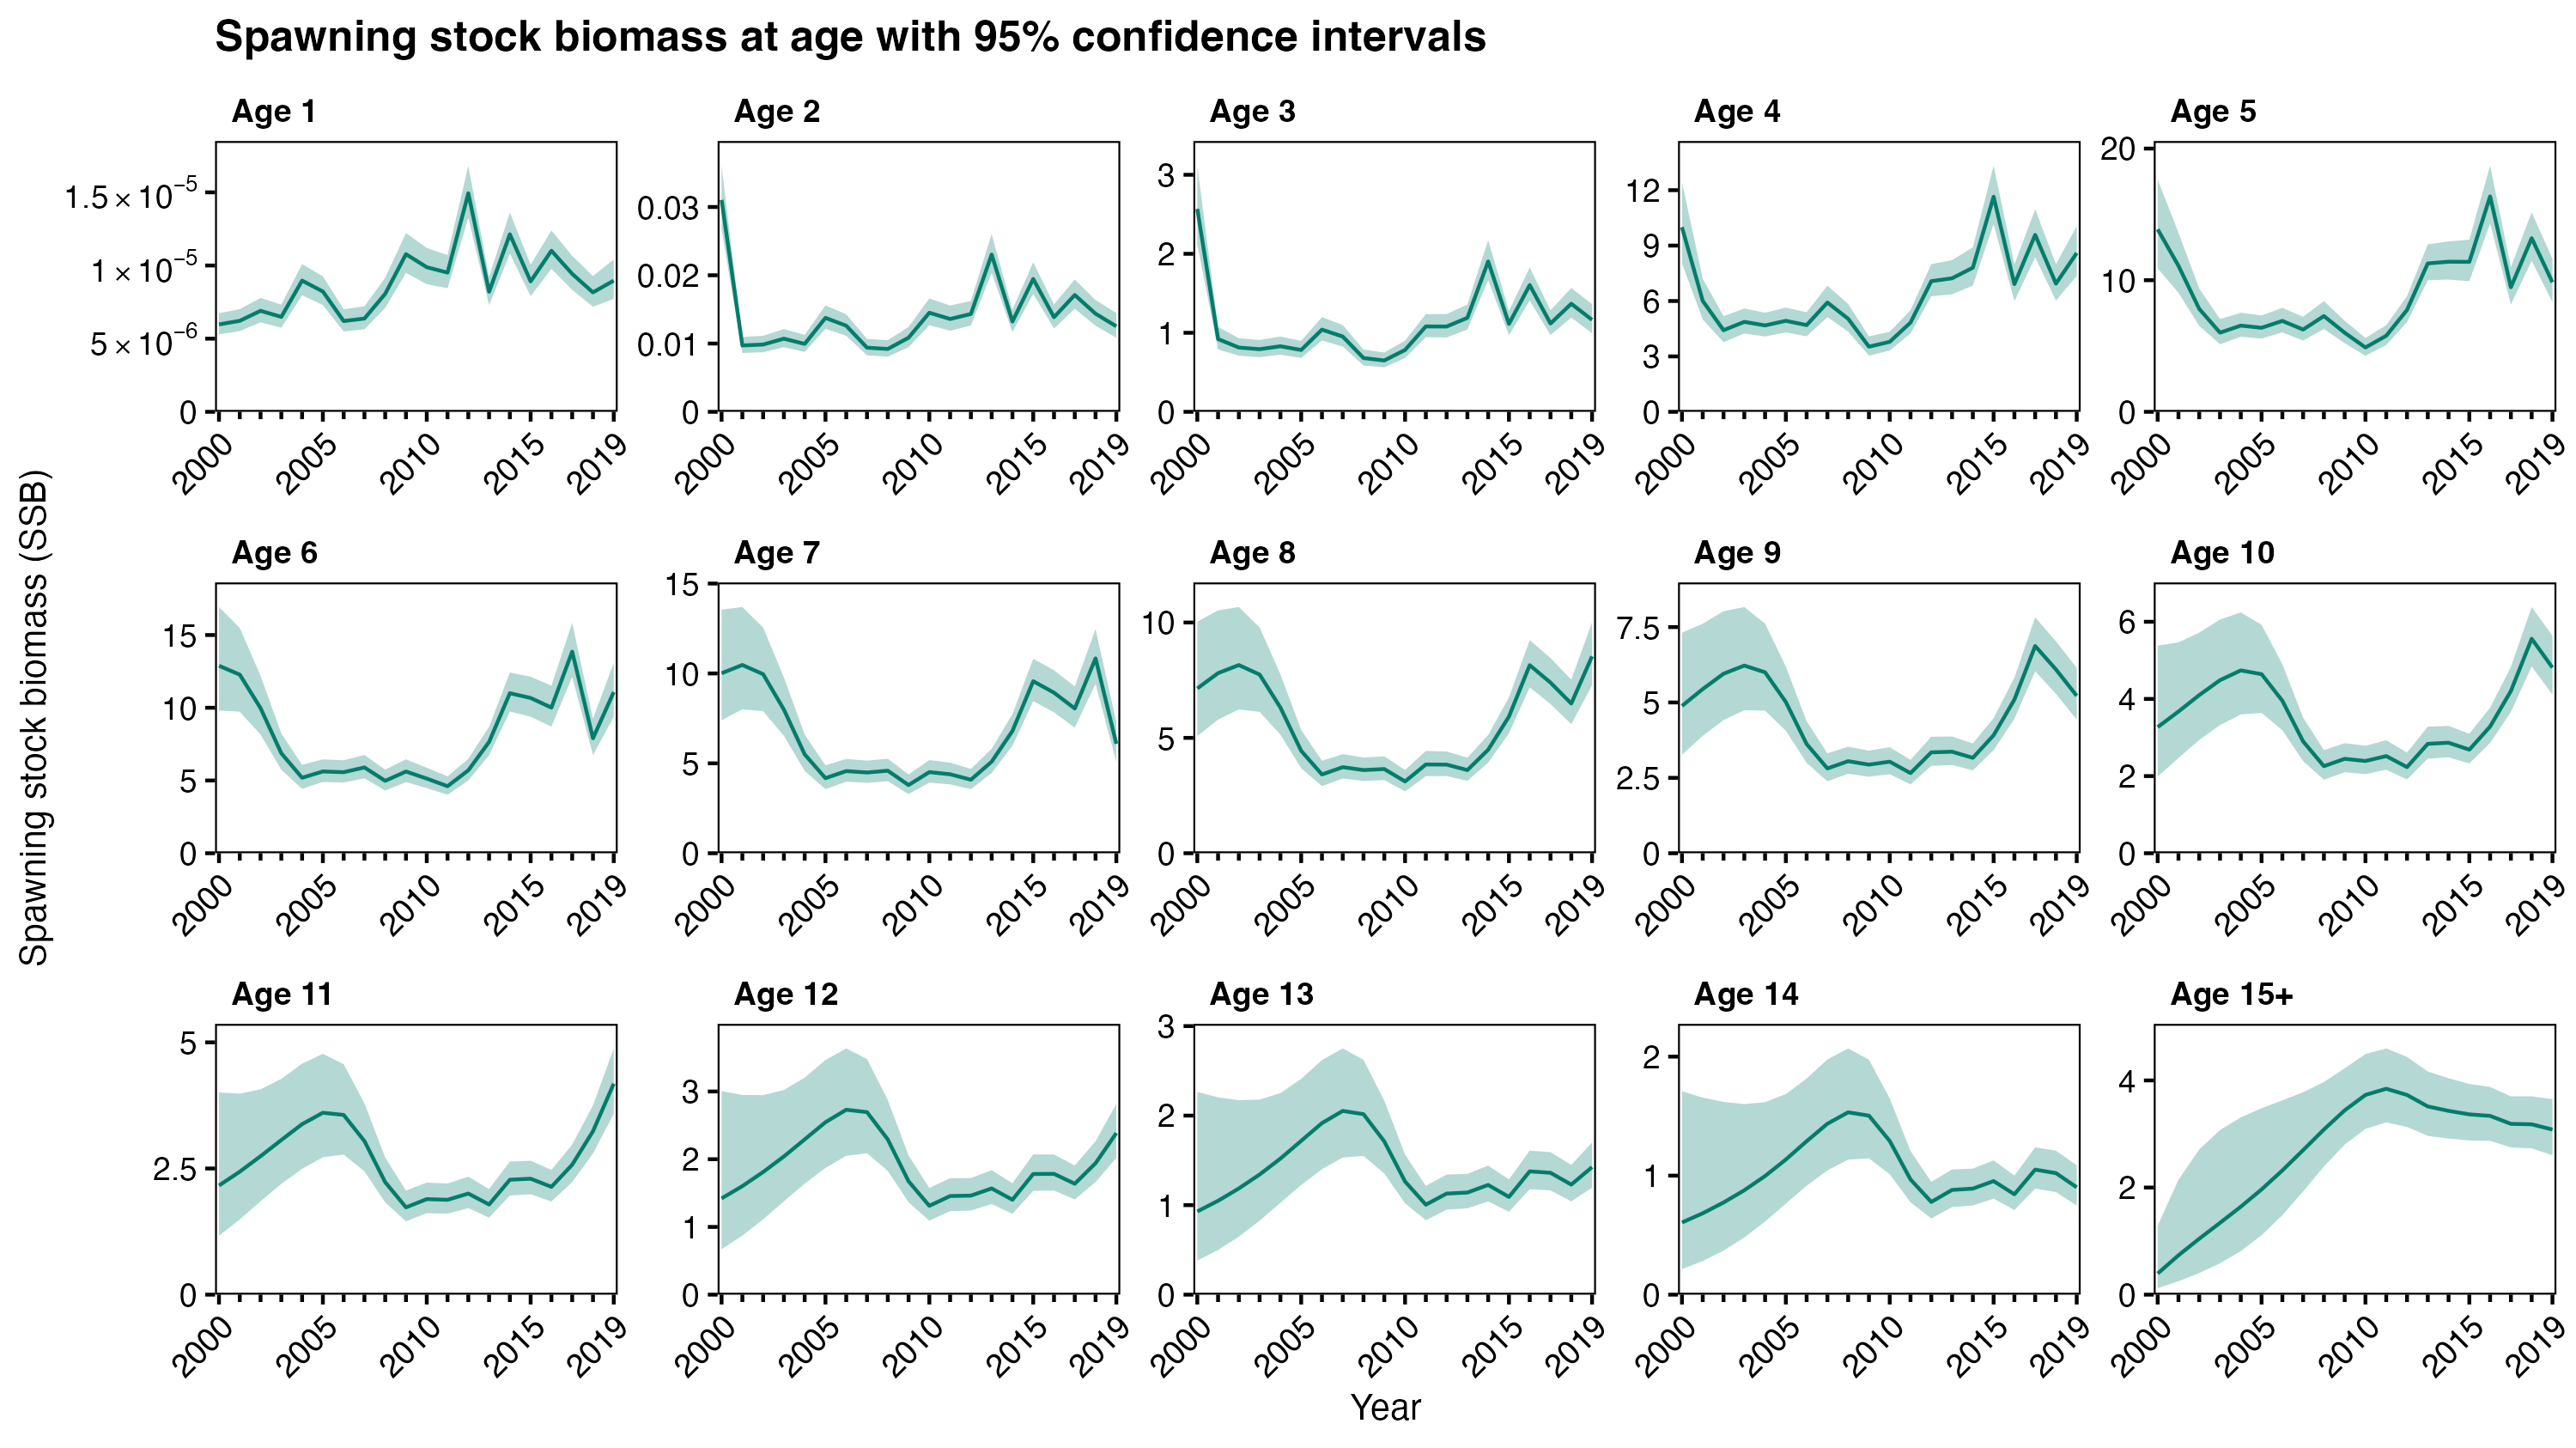 Spawning stock biomass at age with 95% confidence intervals
Spawning stock biomass (SSB)
Age 1
1.5 × 10⁻⁵
1 × 10⁻⁵
5 × 10⁻⁶
0
2000 2005 2010 2015 2019
Age 2
0.03
0.02
0.01
0
2000 2005 2010 2015 2019
Age 3
3
2
1
0
2000 2005 2010 2015 2019
Age 4
12
9
6
3
0
2000 2005 2010 2015 2019
Age 5
20
10
0
2000 2005 2010 2015 2019
Age 6
15
10
5
0
2000 2005 2010 2015 2019
Age 7
15
10
5
0
2000 2005 2010 2015 2019
Age 8
10
5
0
2000 2005 2010 2015 2019
Age 9
7.5
5
2.5
0
2000 2005 2010 2015 2019
Age 10
6
4
2
0
2000 2005 2010 2015 2019
Age 11
5
2.5
0
2000 2005 2010 2015 2019
Age 12
3
2
1
0
2000 2005 2010 2015 2019
Age 13
3
2
1
0
2000 2005 2010 2015 2019
Age 14
2
1
0
2000 2005 2010 2015 2019
Age 15+
4
2
0
2000 2005 2010 2015 2019
Year